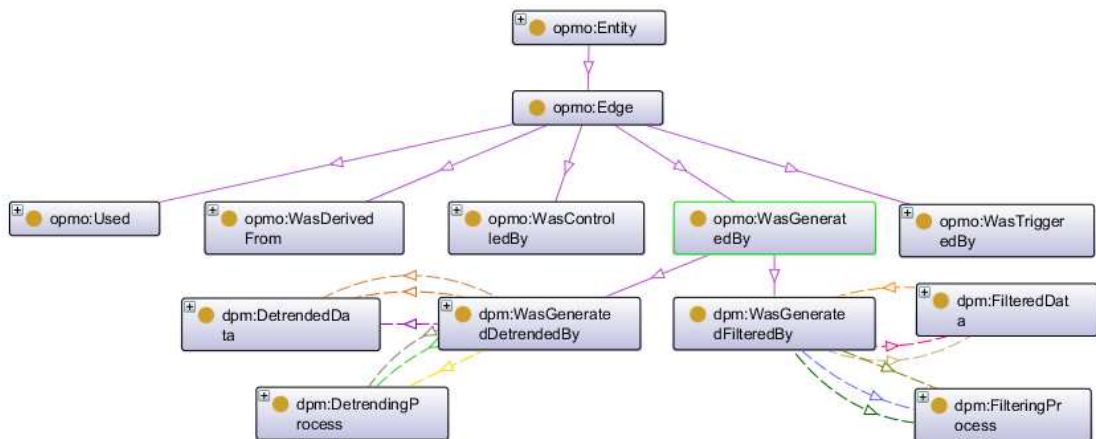 opmo:Entity
opmo:Edge
opmo:Used
opmo:WasDerived
From
opmo:WasControl
ledBy
opmo:WasGenerat
edBy
opmo:WasTrigger
edBy
dpm:DetrendedDa
ta
dpm:WasGenerate
dDetrendedBy
dpm:WasGenerate
dFilteredBy
dpm:FilteredDat
a
dpm:DetrendingP
rocess
dpm:FilteringPr
ocess